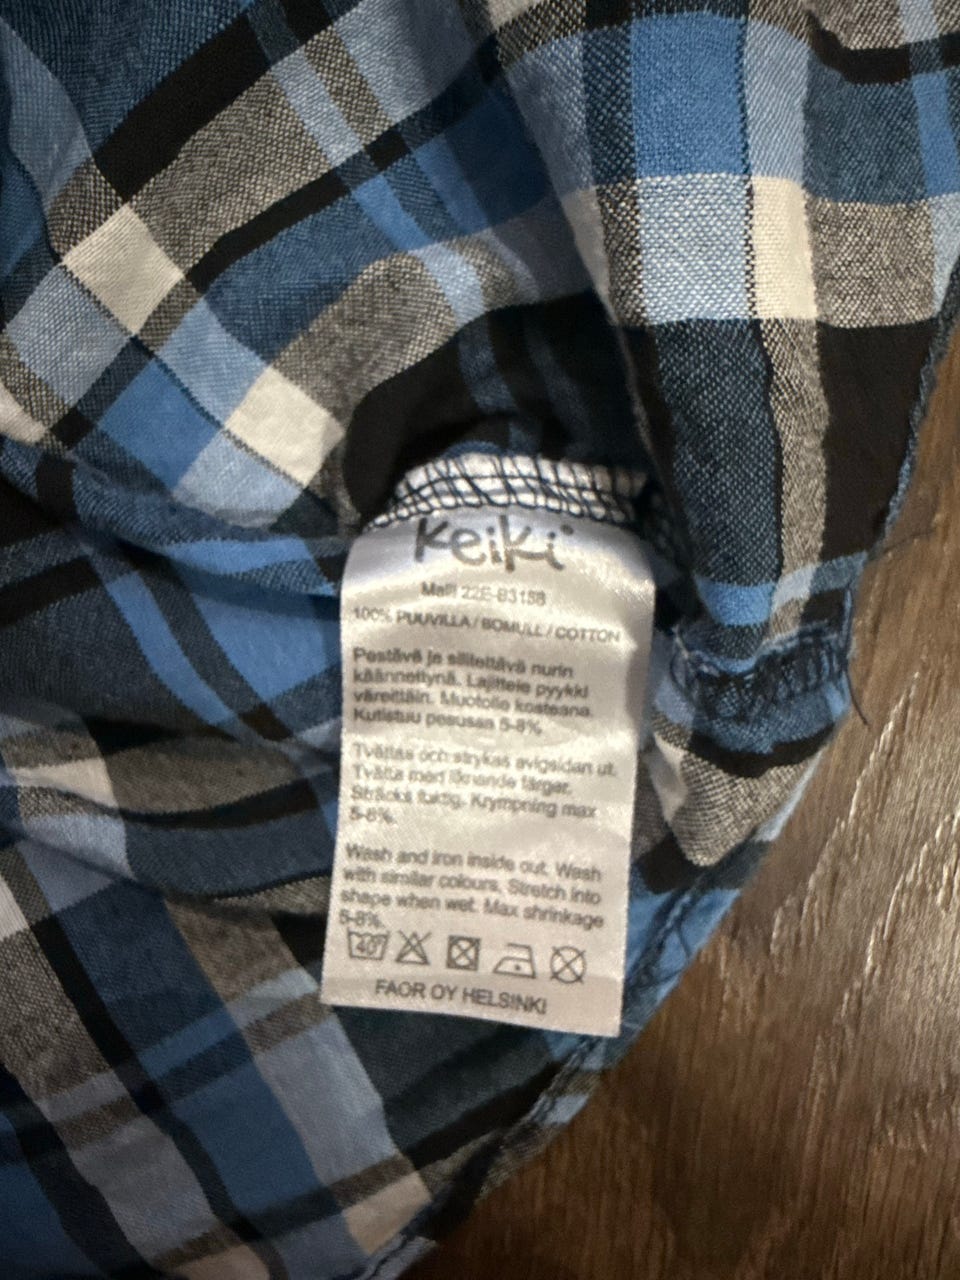 keiki
Malli 22E-B3158
100% PUUVILLA / BOMULL / COTTON
Pestävä ja silitettävä nurin
käännettynä. Lajittele pyykki
väreittäin. Muotoile kosteana.
Kutistuu pesussa 5-8%.
Tvättas och strykas avigsidan ut.
Tvätta med liknande färger.
Sträcks fuktig. Krympning max
5-8%.
Wash and iron inside out. Wash
with similar colours. Stretch into
shape when wet. Max shrinkage
5-8%.
40
FAOR OY HELSINKI